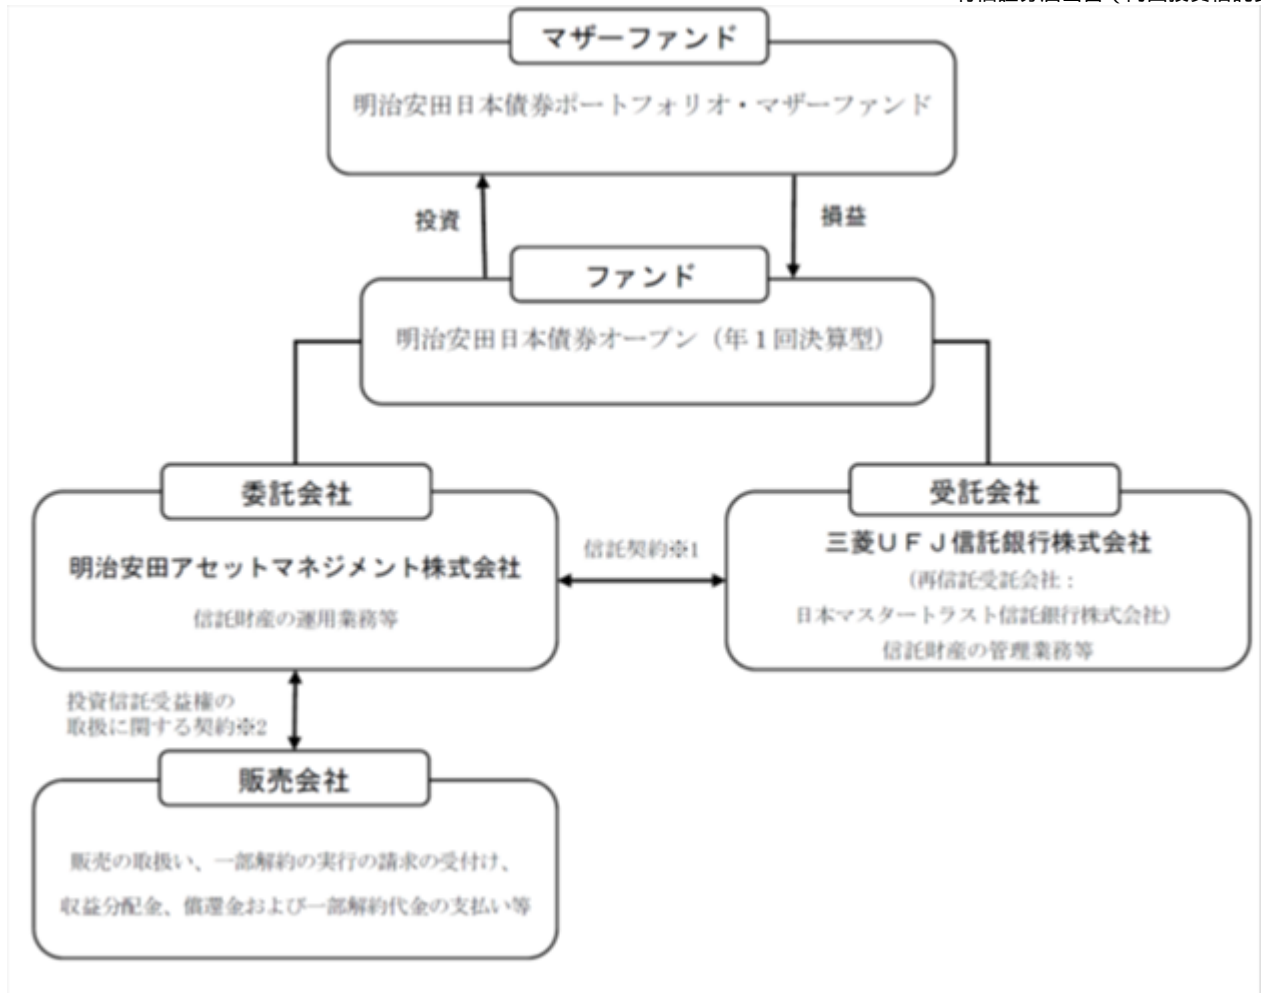 マザーファンド
明治安田日本債券ポートフォリオ・マザーファンド
投資
損益
ファンド
明治安田日本債券オープン（年１回決算型）
委託会社
明治安田アセットマネジメント株式会社
信託財産の運用業務等
信託契約※1
受託会社
三菱ＵＦＪ信託銀行株式会社
（再信託受託会社：
日本マスタートラスト信託銀行株式会社）
信託財産の管理業務等
投資信託受益権の
取扱に関する契約※2
販売会社
販売の取扱い、一部解約の実行の請求の受付け、
収益分配金、償還金および一部解約代金の支払い等